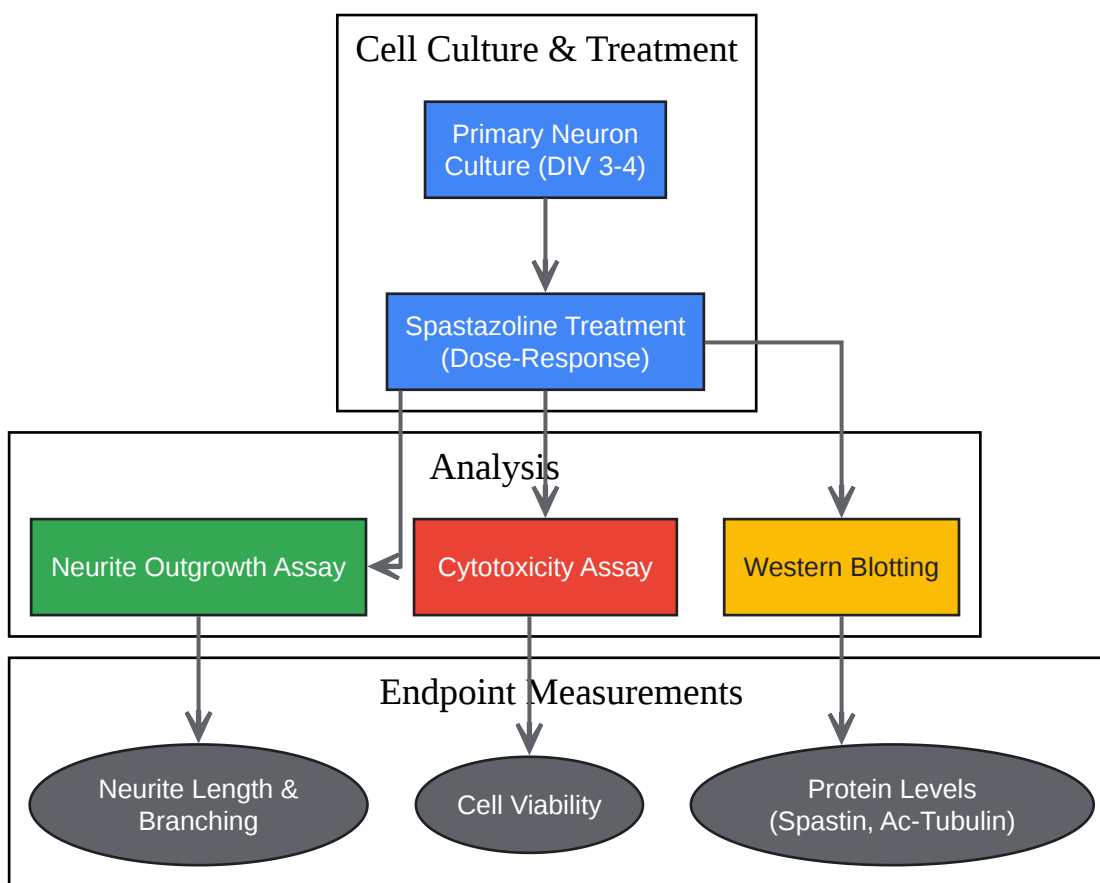 Cell Culture & Treatment
Primary Neuron
Culture (DIV 3-4)
Spastazoline Treatment
(Dose-Response)
Analysis
Neurite Outgrowth Assay
Cytotoxicity Assay
Western Blotting
Endpoint Measurements
Neurite Length &
Branching
Cell Viability
Protein Levels
(Spastin, Ac-Tubulin)